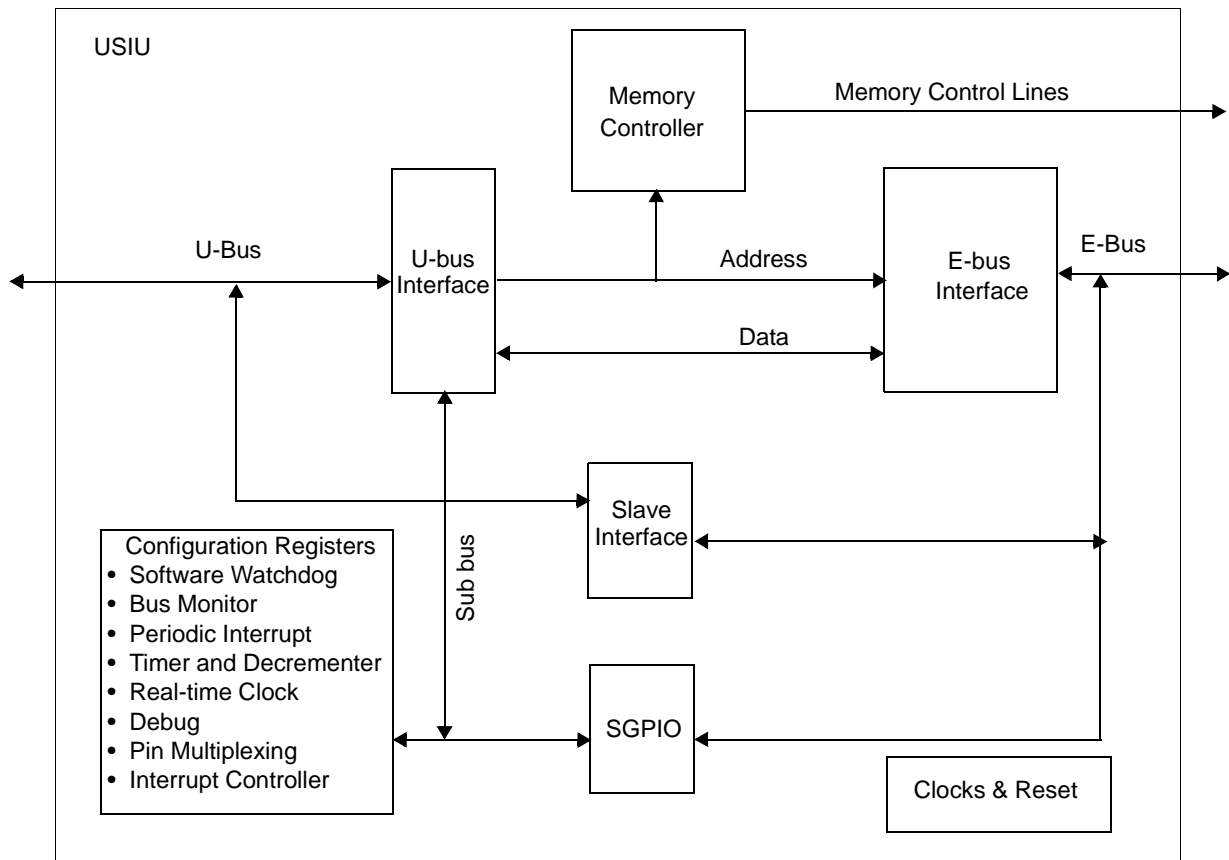 USIU
Memory
Controller
Memory Control Lines
U-Bus
U-bus
Interface
Address
E-bus
Interface
E-Bus
Data
Slave
Interface
Sub bus
Configuration Registers
• Software Watchdog
• Bus Monitor
• Periodic Interrupt
• Timer and Decrementer
• Real-time Clock
• Debug
• Pin Multiplexing
• Interrupt Controller
SGPIO
Clocks & Reset